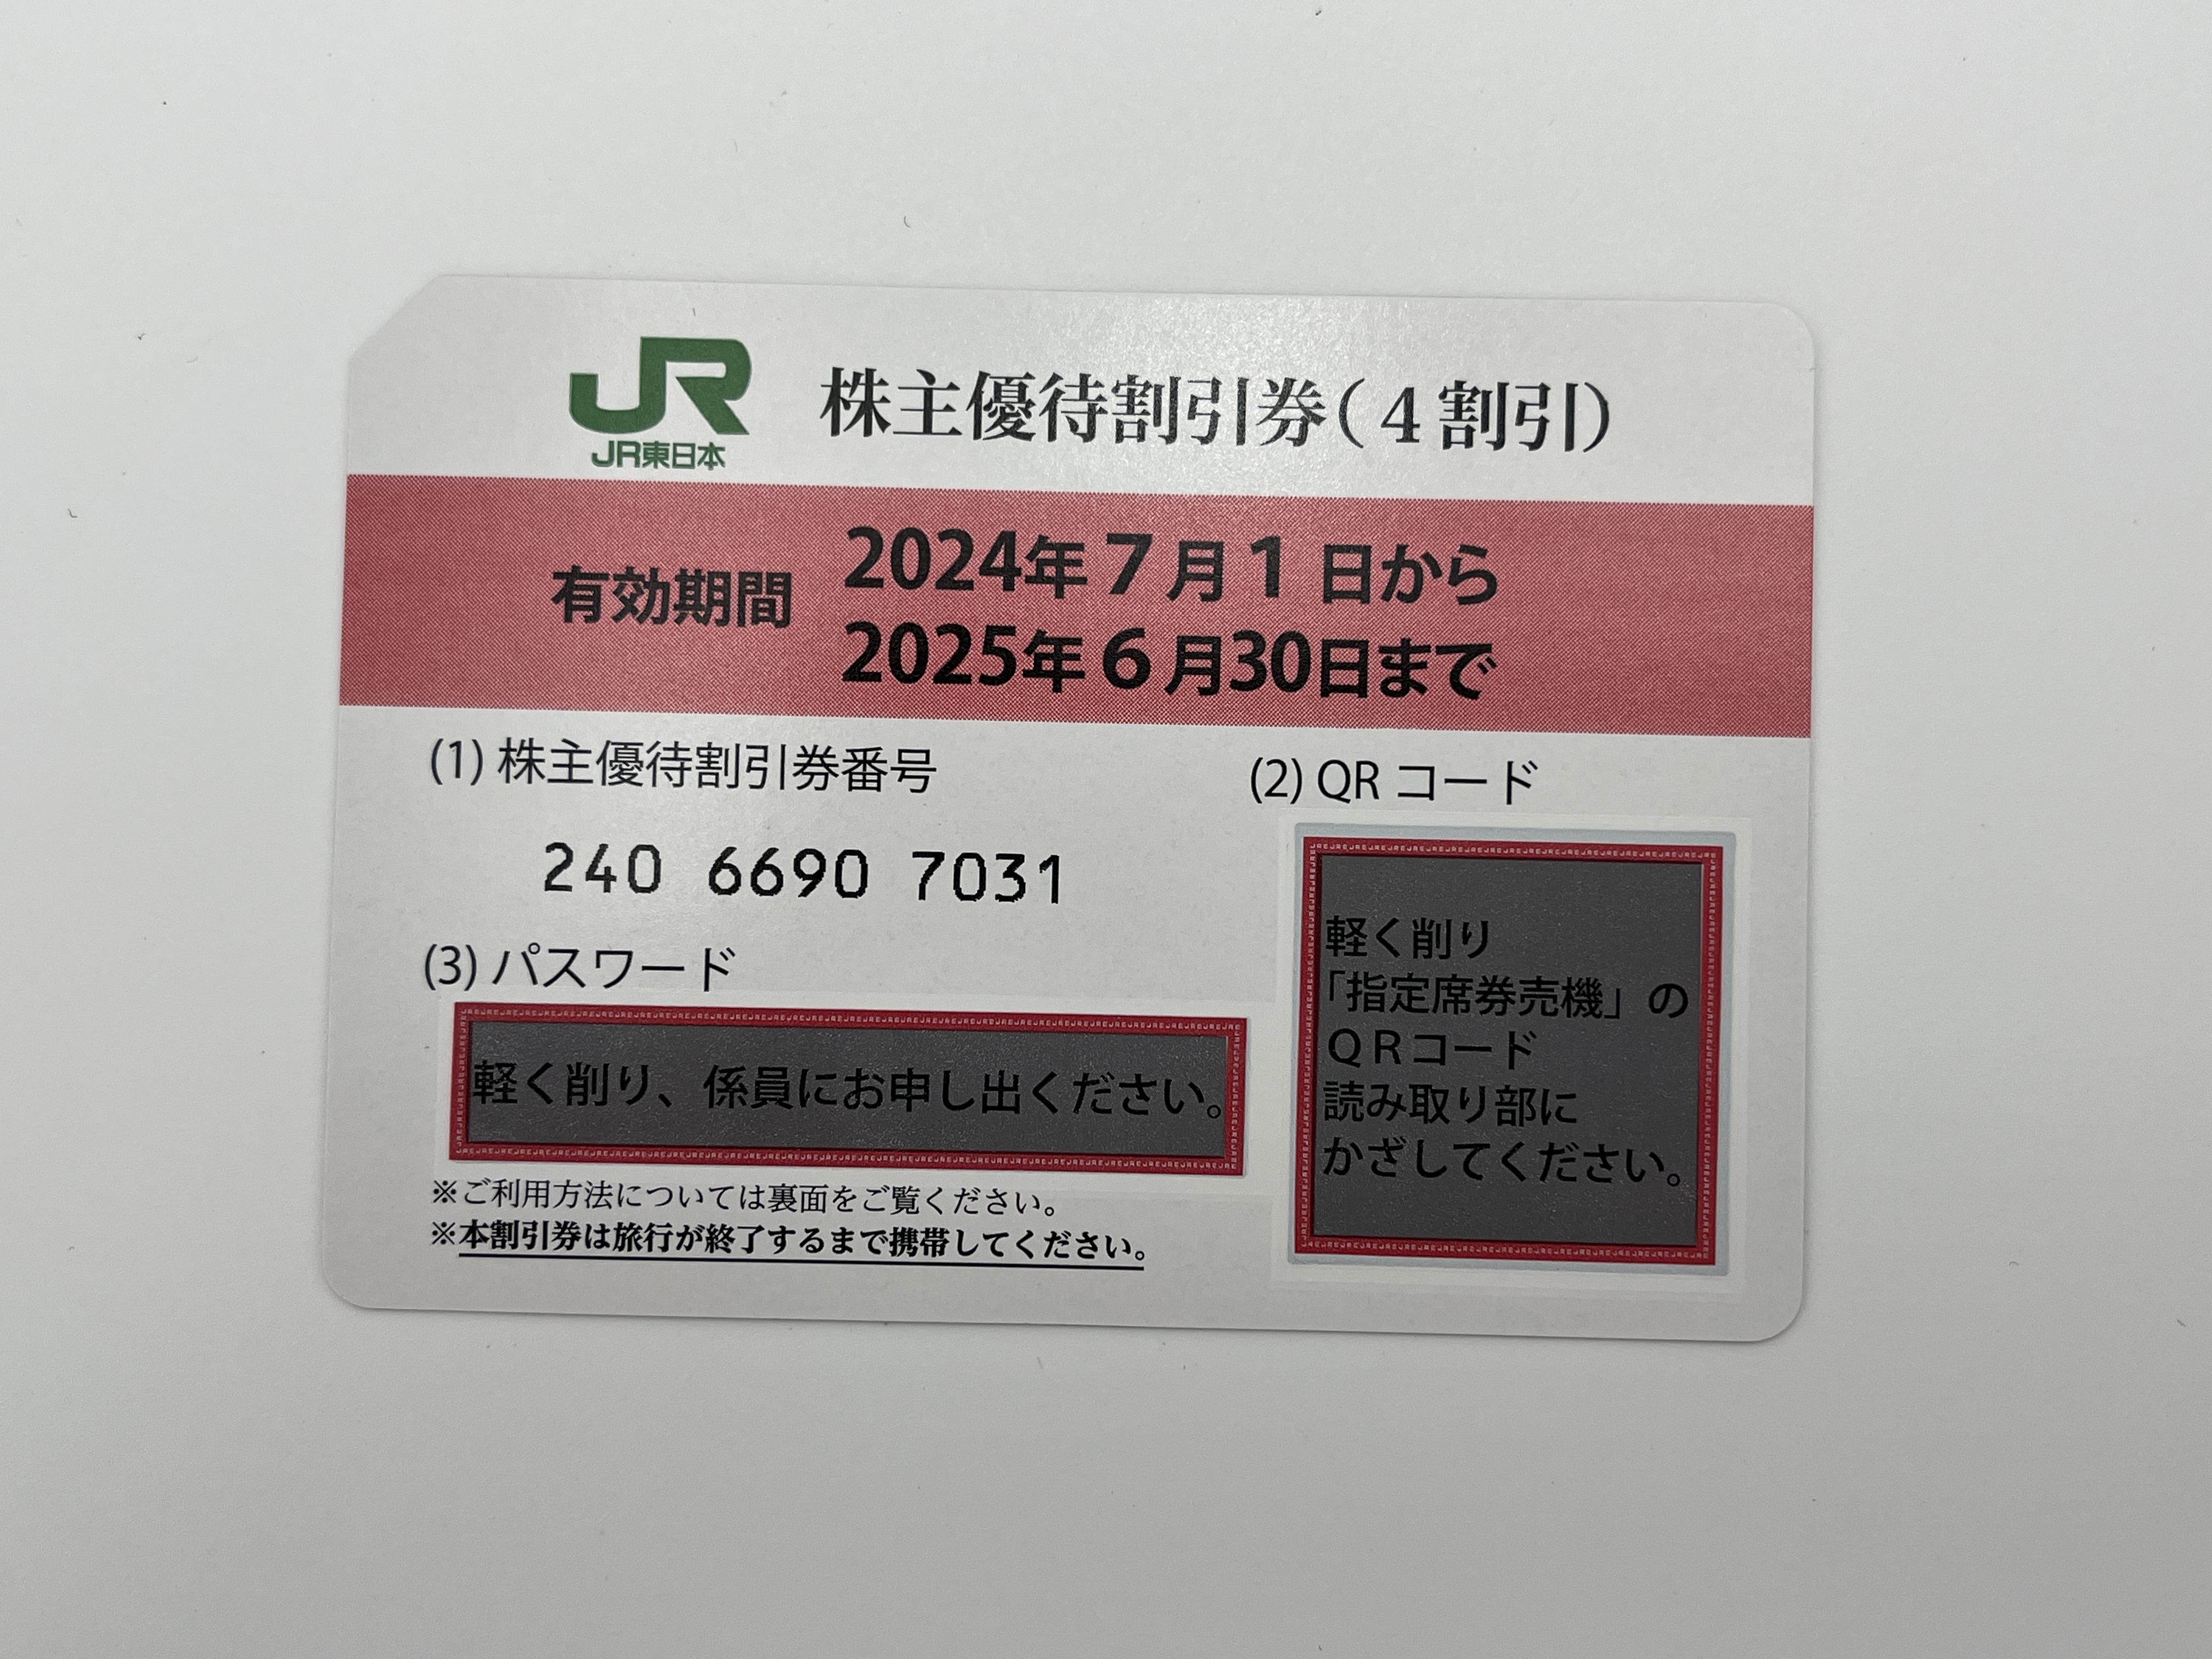 JR
JR東日本
株主優待割引券(4割引)
有効期間
2024年7月1日から
2025年6月30日まで
(1) 株主優待割引券番号
240 6690 7031
(2) QR コード
軽く削り
「指定席券売機」の
QRコード
読み取り部に
かざしてください。
(3) パスワード
軽く削り、係員にお申し出ください。
※ご利用方法については裏面をご覧ください。
※本割引券は旅行が終了するまで携帯してください。